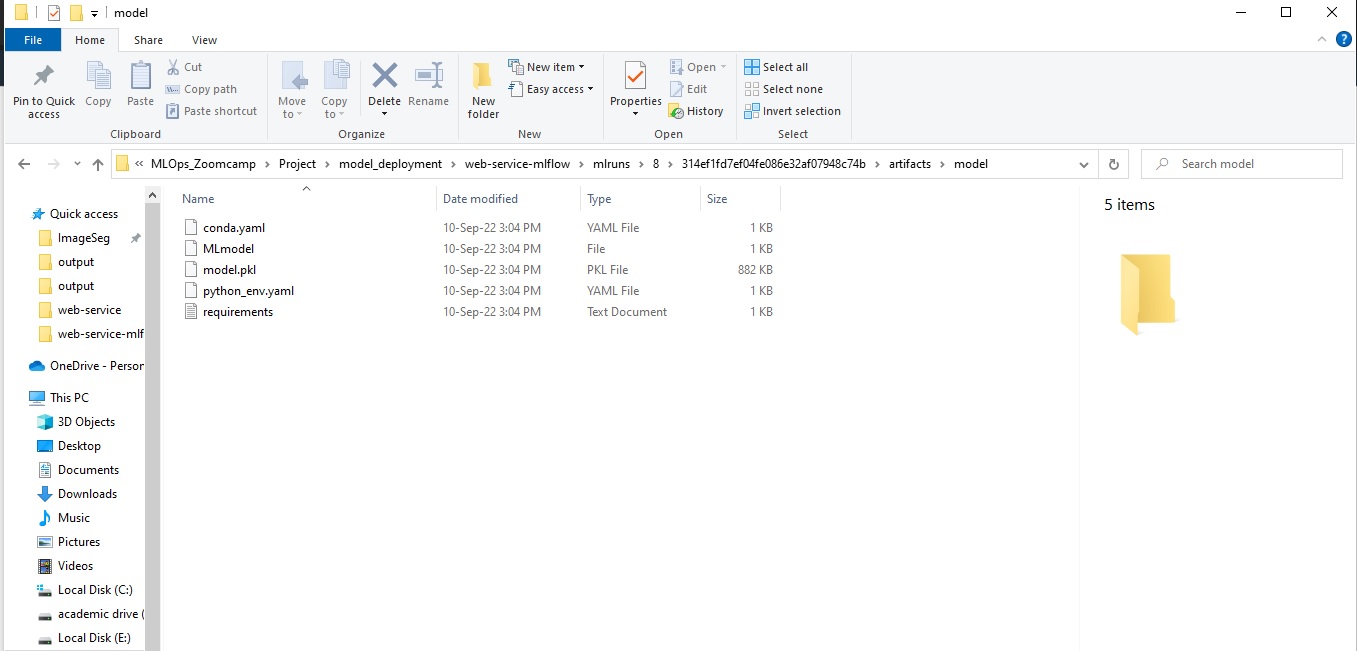 model
File Home Share View
Pin to Quick access
Copy
Paste
Cut
Copy path
Paste shortcut
Clipboard
Move to
Copy to
Delete
Rename
Organize
New folder
New item
Easy access
New
Properties
Open
Edit
History
Open
Select all
Select none
Invert selection
Select
« MLOps_Zoomcamp > Project > model_deployment > web-service-mlflow > mlruns > 8 > 314ef1fd7ef04fe086e32af07948c74b > artifacts > model
Search model
Quick access
ImageSeg
output
output
web-service
web-service-mlf
OneDrive - Person
This PC
3D Objects
Desktop
Documents
Downloads
Music
Pictures
Videos
Local Disk (C:)
academic drive (
Local Disk (E:)
Name Date modified Type Size
conda.yaml 10-Sep-22 3:04 PM YAML File 1 KB
MLmodel 10-Sep-22 3:04 PM File 1 KB
model.pkl 10-Sep-22 3:04 PM PKL File 882 KB
python_env.yaml 10-Sep-22 3:04 PM YAML File 1 KB
requirements 10-Sep-22 3:04 PM Text Document 1 KB
5 items